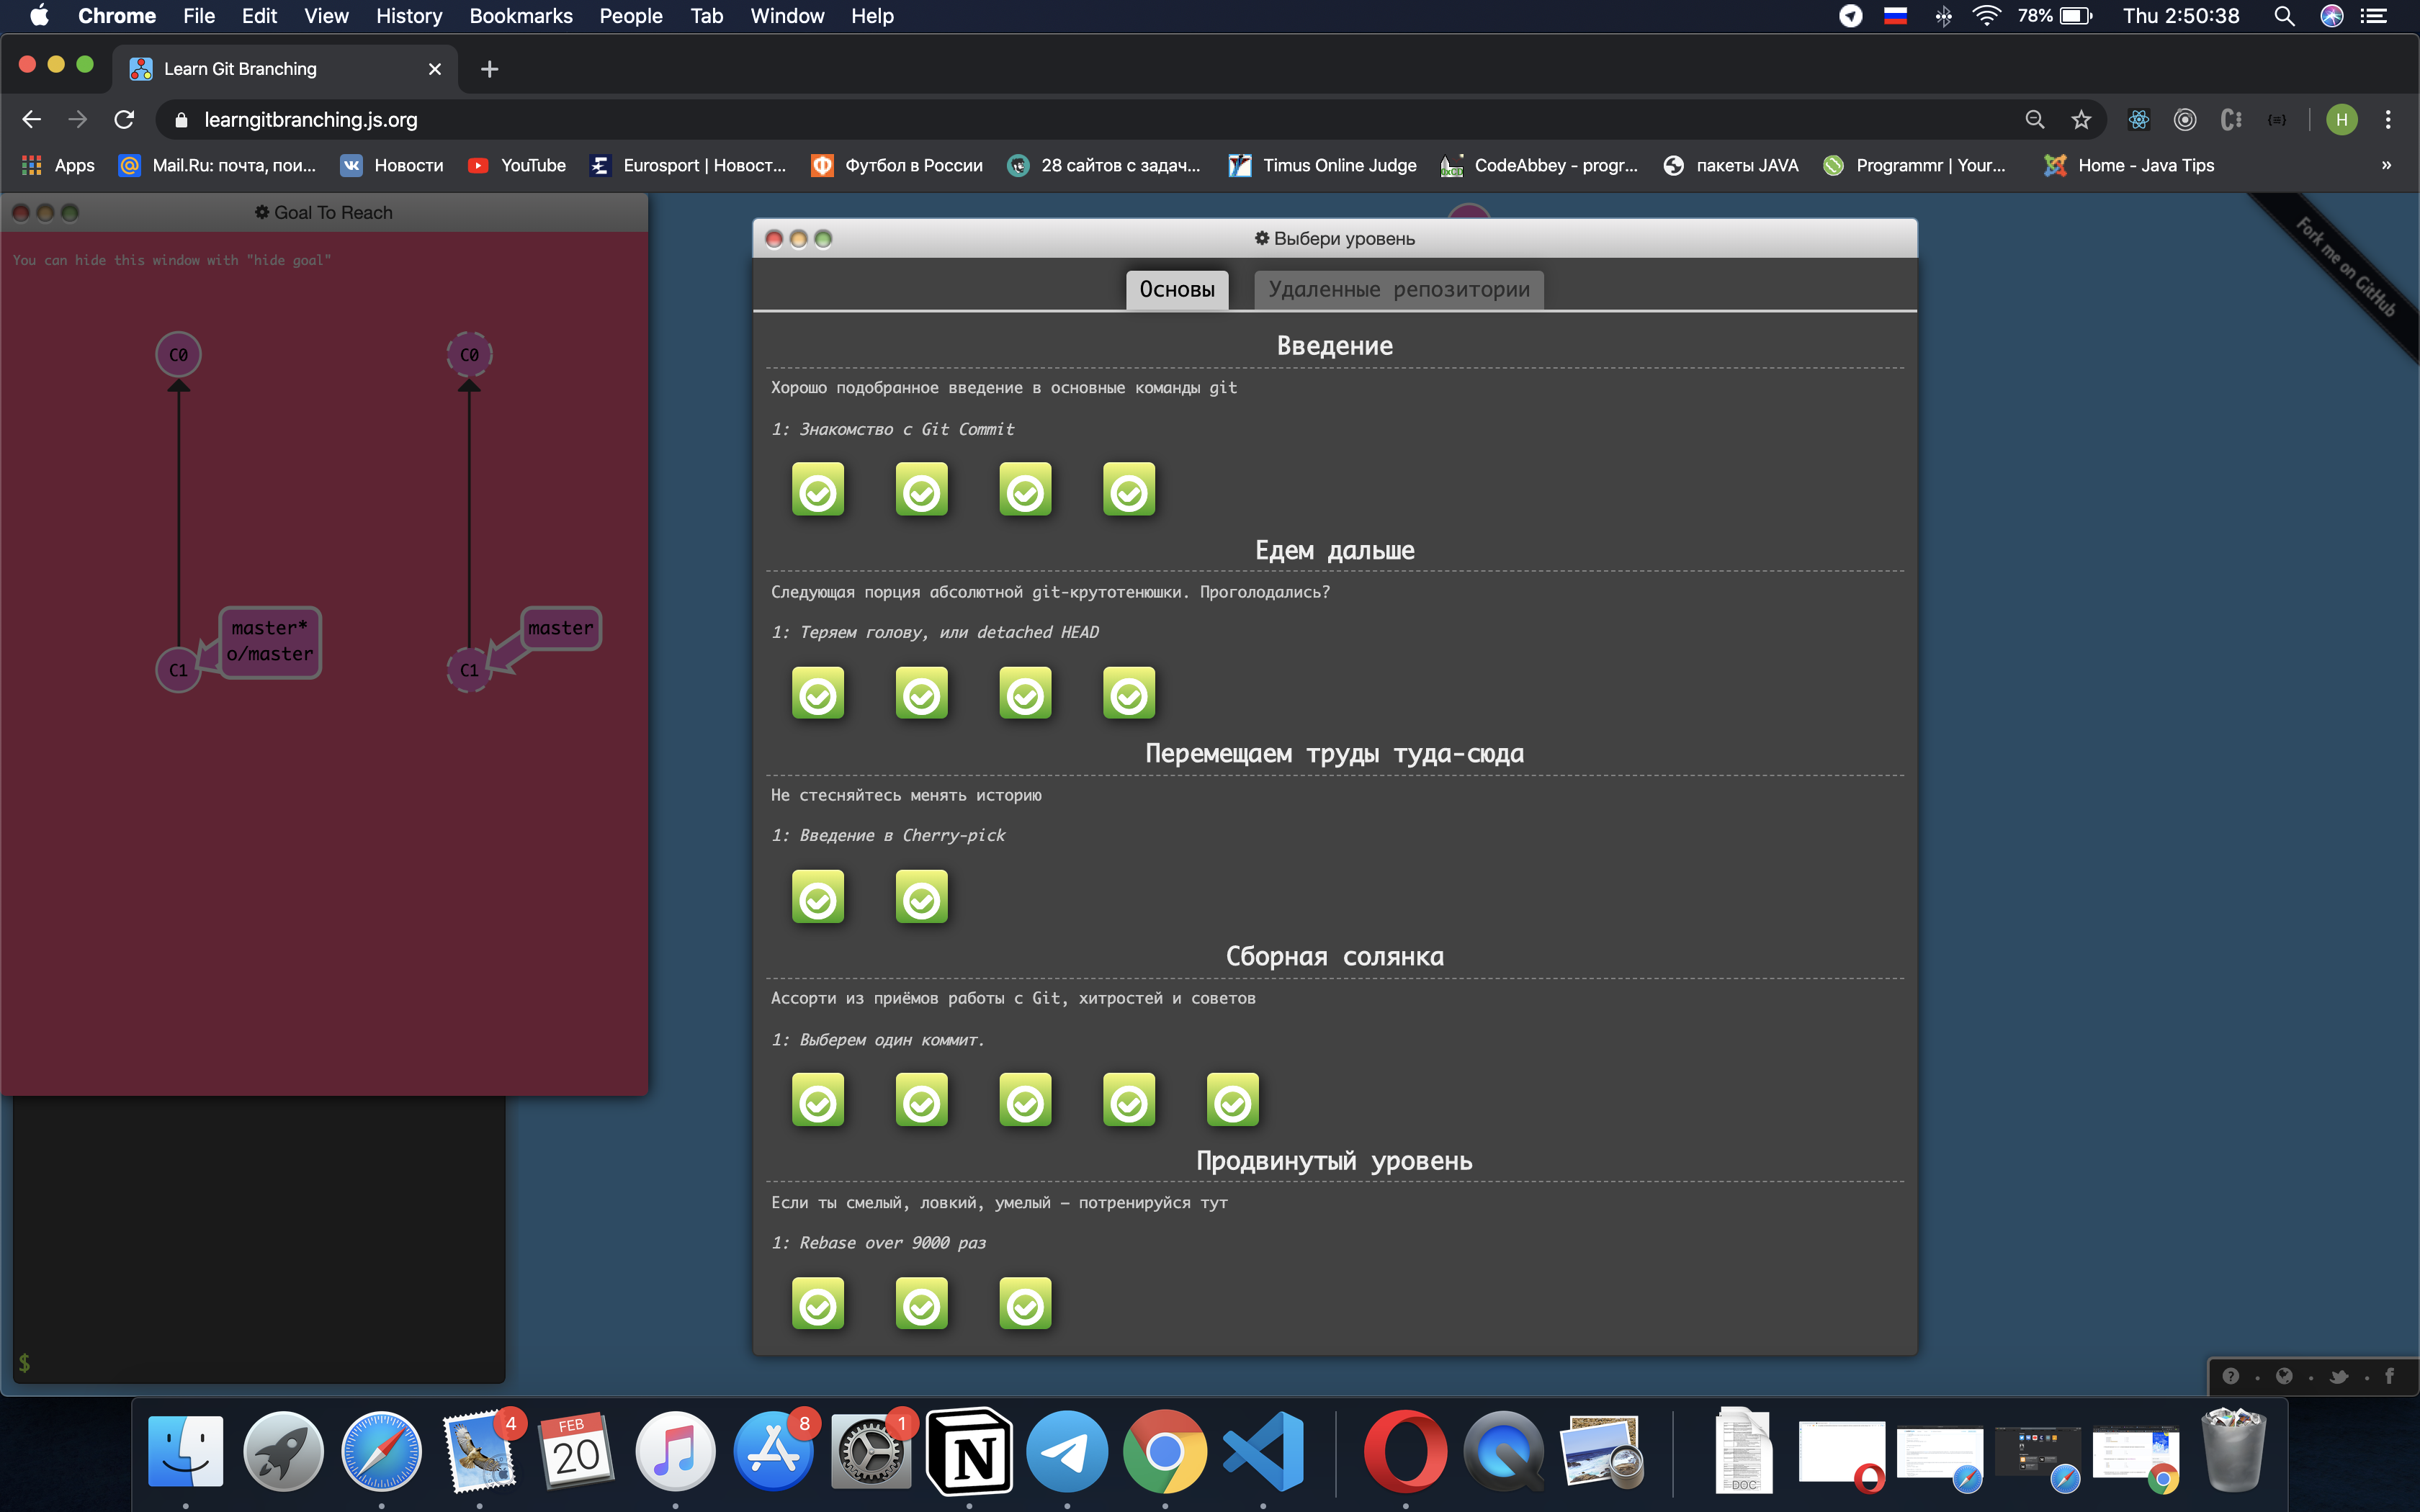 Chrome File Edit View History Bookmarks People Tab Window Help
78% Thu 2:50:38
Learn Git Branching
learngitbranching.js.org
H
Apps Mail.Ru: почта, пои... Новости YouTube Eurosport | Новост... Футбол в России 28 сайтов с задач... Timus Online Judge CodeAbbey - progr... пакеты JAVA Programmr | Your... Home - Java Tips »
Goal To Reach
You can hide this window with "hide goal"
C0 C0
master*
o/master
master
C1 C1
$
Выбери уровень
Основы Удаленные репозитории
Введение
Хорошо подобранное введение в основные команды git
1: Знакомство с Git Commit
Едем дальше
Следующая порция абсолютной git-крутотенюшки. Проголодались?
1: Теряем голову, или detached HEAD
Перемещаем труды туда-сюда
Не стесняйтесь менять историю
1: Введение в Cherry-pick
Сборная солянка
Ассорти из приёмов работы с Git, хитростей и советов
1: Выберем один коммит.
Продвинутый уровень
Если ты смелый, ловкий, умелый – потренируйся тут
1: Rebase over 9000 раз
Fork me on GitHub
4
FEB
20
8
1
DOC